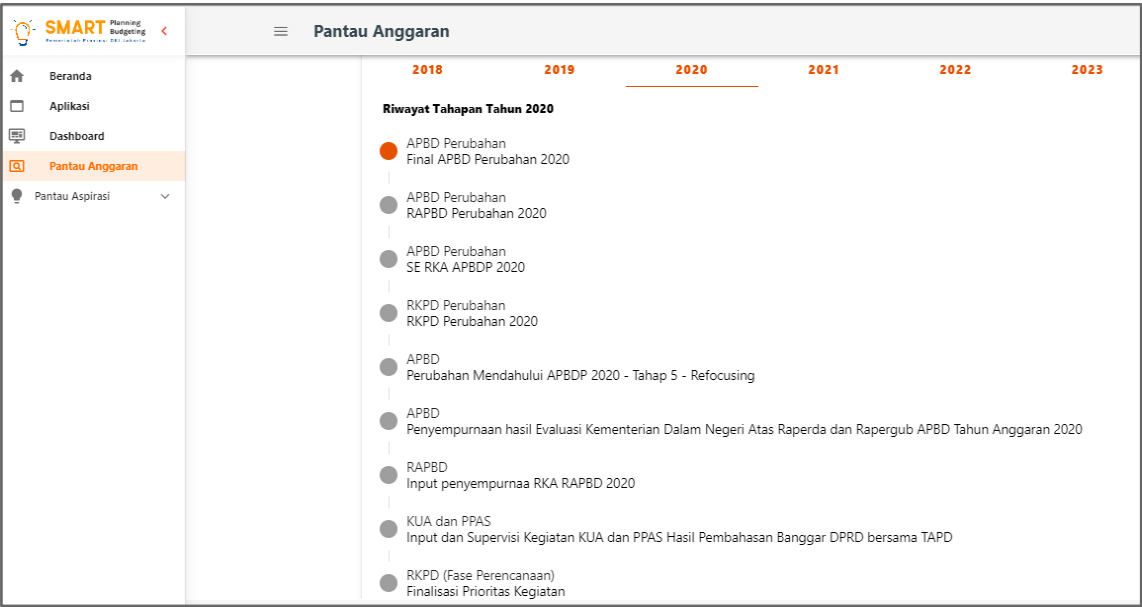 SMART Planning Budgeting
Pemerintah Provinsi DKI Jakarta
Pantau Anggaran
Beranda
Aplikasi
Dashboard
Pantau Anggaran
Pantau Aspirasi
2018 2019 2020 2021 2022 2023
Riwayat Tahapan Tahun 2020
APBD Perubahan
Final APBD Perubahan 2020
APBD Perubahan
RAPBD Perubahan 2020
APBD Perubahan
SE RKA APBDP 2020
RKPD Perubahan
RKPD Perubahan 2020
APBD
Perubahan Mendahului APBDP 2020 - Tahap 5 - Refocusing
APBD
Penyempurnaan hasil Evaluasi Kementerian Dalam Negeri Atas Raperda dan Rapergub APBD Tahun Anggaran 2020
RAPBD
Input penyempurnaa RKA RAPBD 2020
KUA dan PPAS
Input dan Supervisi Kegiatan KUA dan PPAS Hasil Pembahasan Banggar DPRD bersama TAPD
RKPD (Fase Perencanaan)
Finalisasi Prioritas Kegiatan